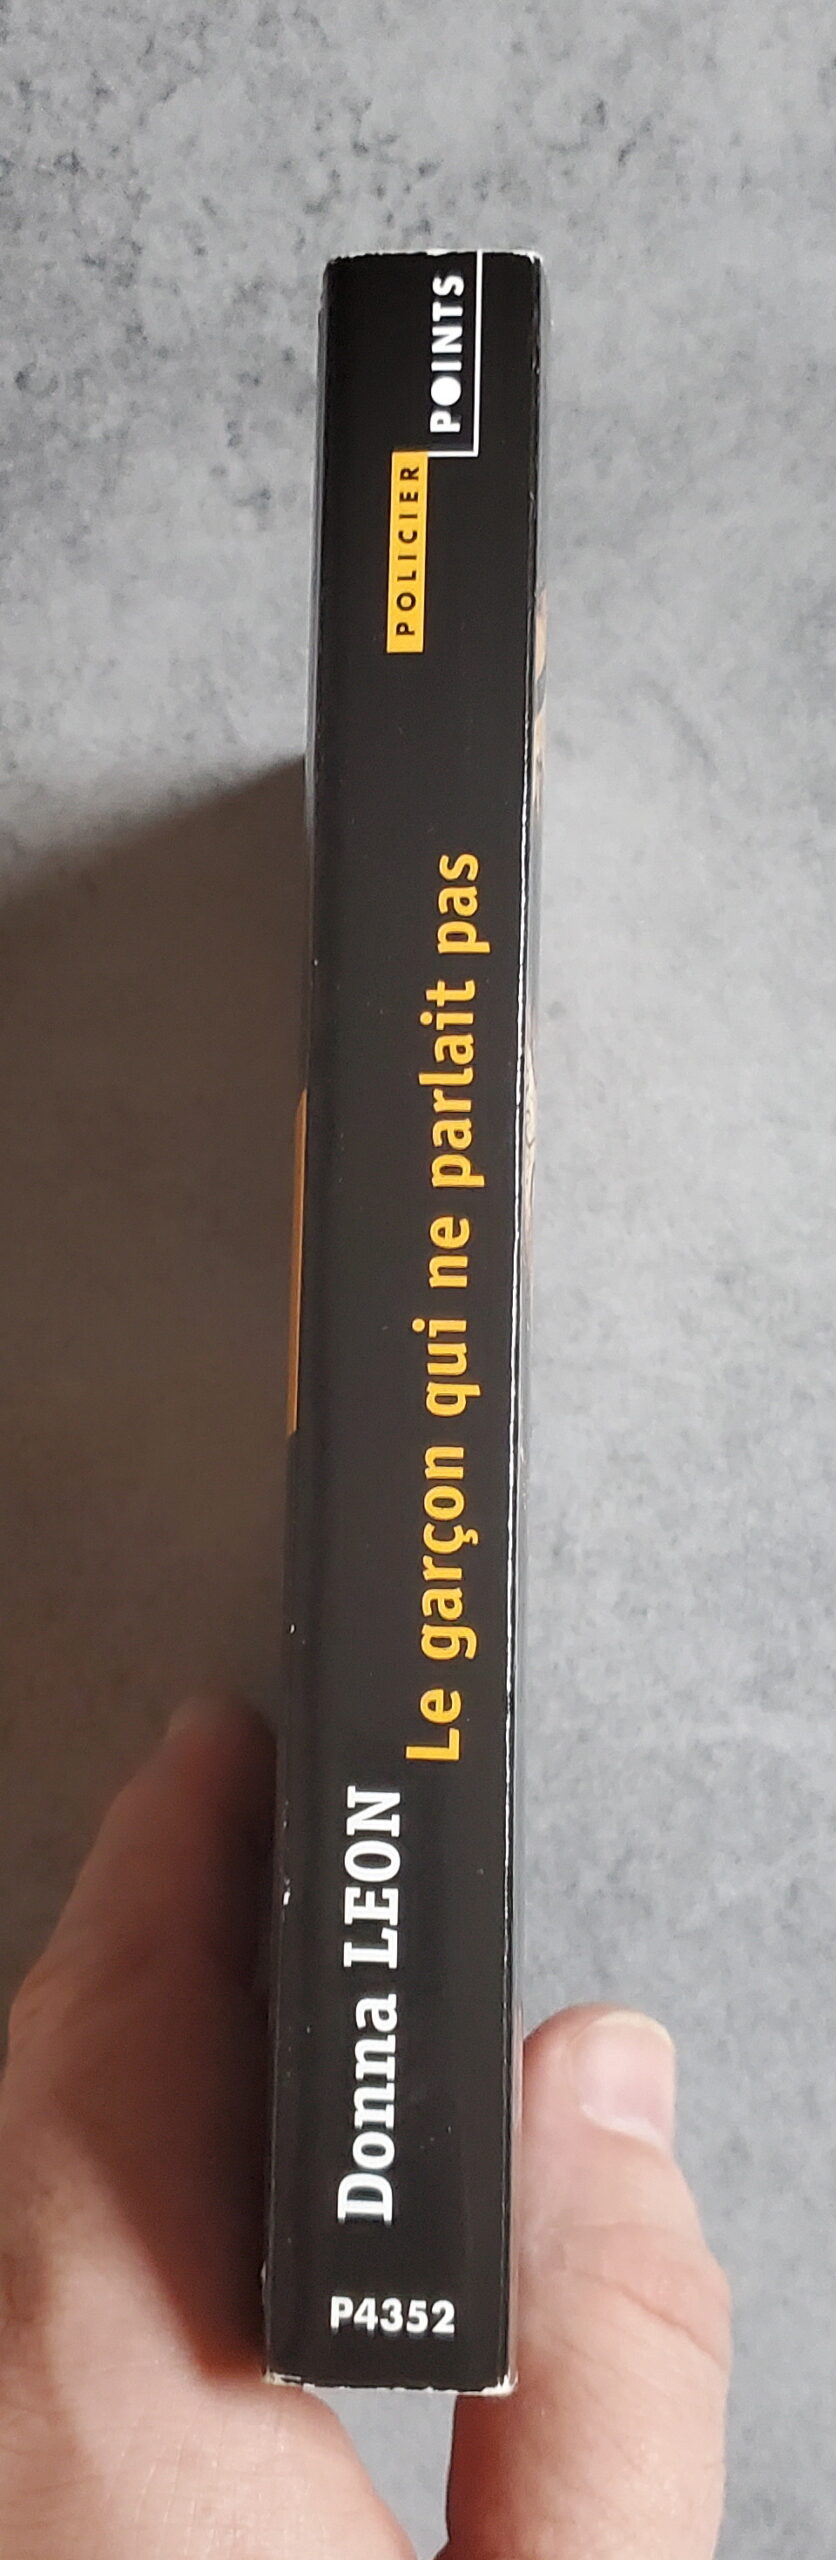 P4352
Donna LEON
Le garçon qui ne parlait pas
POLICIER
POINTS